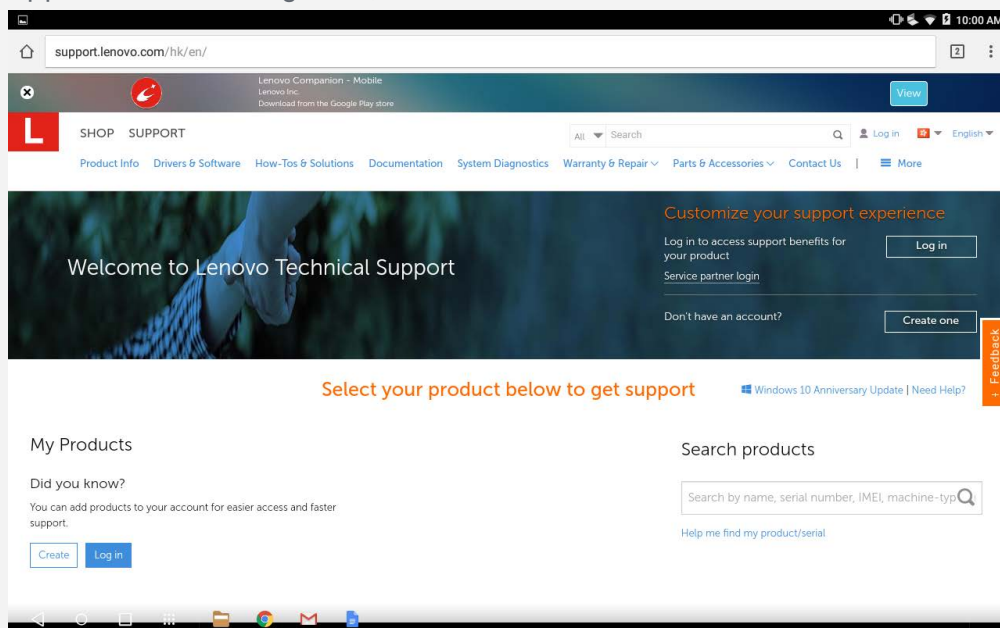 10:00 AM
support.lenovo.com/hk/en/
2
Lenovo Companion - Mobile
Lenovo Inc.
Download from the Google Play store
View
L
SHOP SUPPORT
All Search
Log in
English
Product Info Drivers & Software How-Tos & Solutions Documentation System Diagnostics Warranty & Repair Parts & Accessories Contact Us | More
Customize your support experience
Log in to access support benefits for
your product
Log in
Service partner login
Welcome to Lenovo Technical Support
Don't have an account?
Create one
Feedback
Select your product below to get support
Windows 10 Anniversary Update | Need Help?
My Products
Did you know?
You can add products to your account for easier access and faster
support.
Create Log in
Search products
Search by name, serial number, IMEI, machine-typ
Help me find my product/serial